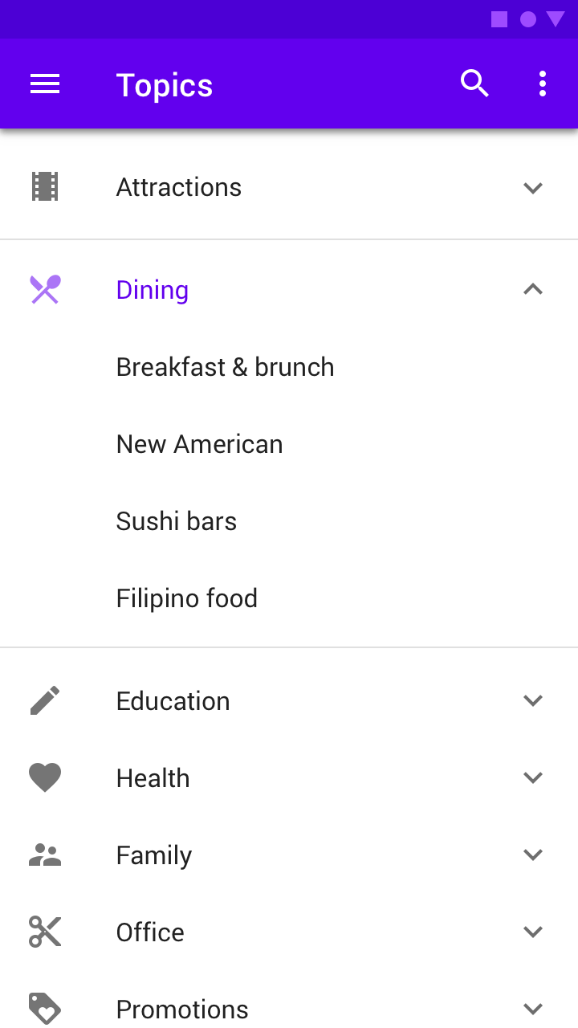 Topics
Attractions
Dining
Breakfast & brunch
New American
Sushi bars
Filipino food
Education
Health
Family
Office
Promotions